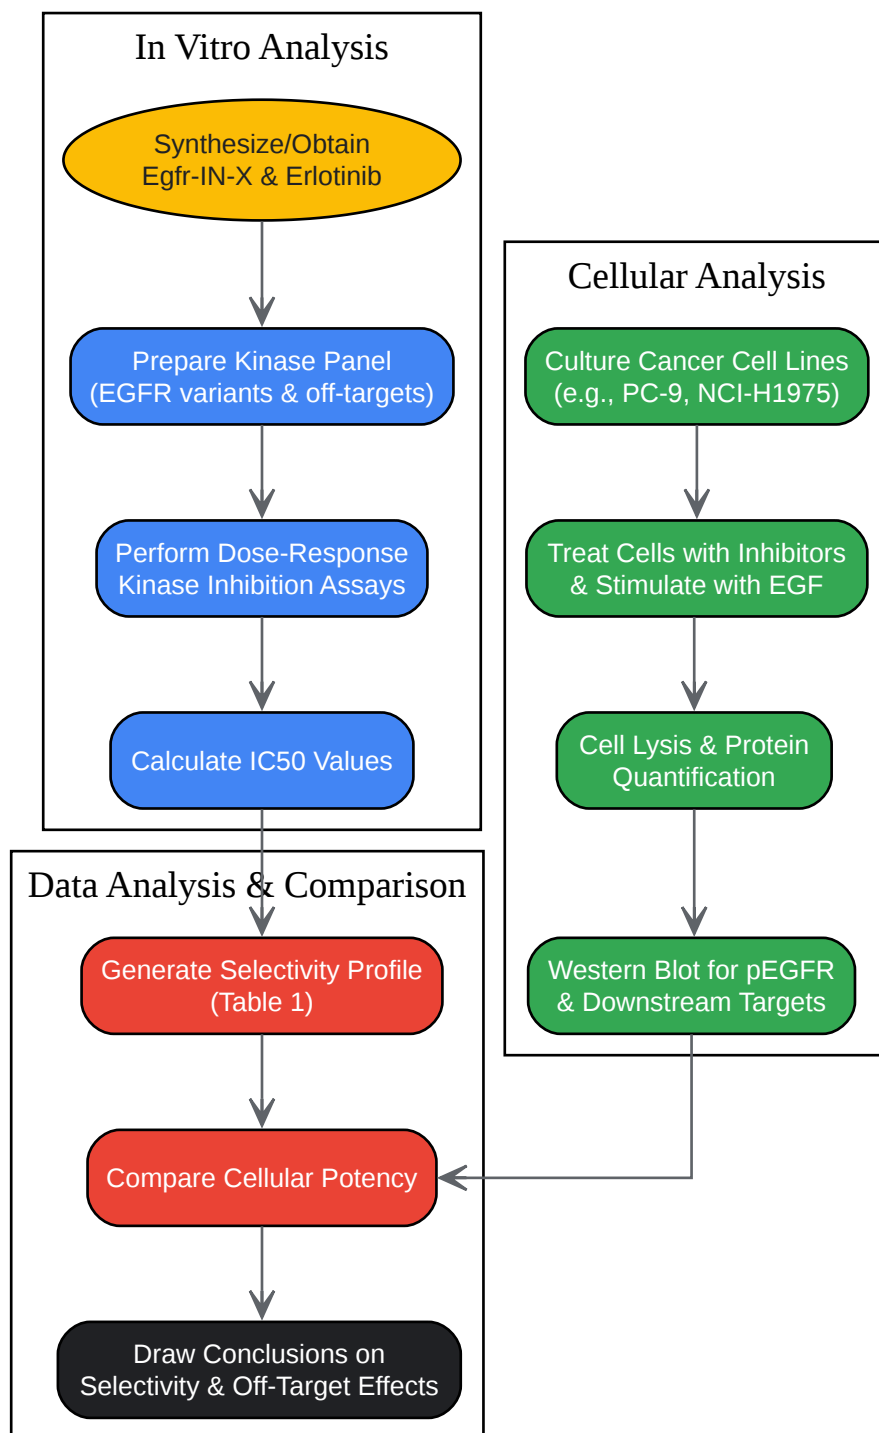 In Vitro Analysis
Synthesize/Obtain
Egfr-IN-X & Erlotinib
Prepare Kinase Panel
(EGFR variants & off-targets)
Perform Dose-Response
Kinase Inhibition Assays
Calculate IC50 Values
Cellular Analysis
Culture Cancer Cell Lines
(e.g., PC-9, NCI-H1975)
Treat Cells with Inhibitors
& Stimulate with EGF
Cell Lysis & Protein
Quantification
Western Blot for pEGFR
& Downstream Targets
Data Analysis & Comparison
Generate Selectivity Profile
(Table 1)
Compare Cellular Potency
Draw Conclusions on
Selectivity & Off-Target Effects